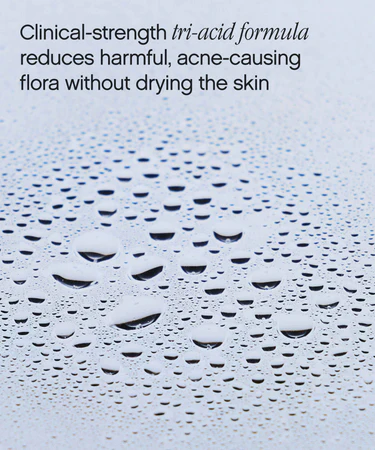 Clinical-strength tri-acid formula
reduces harmful, acne-causing
flora without drying the skin